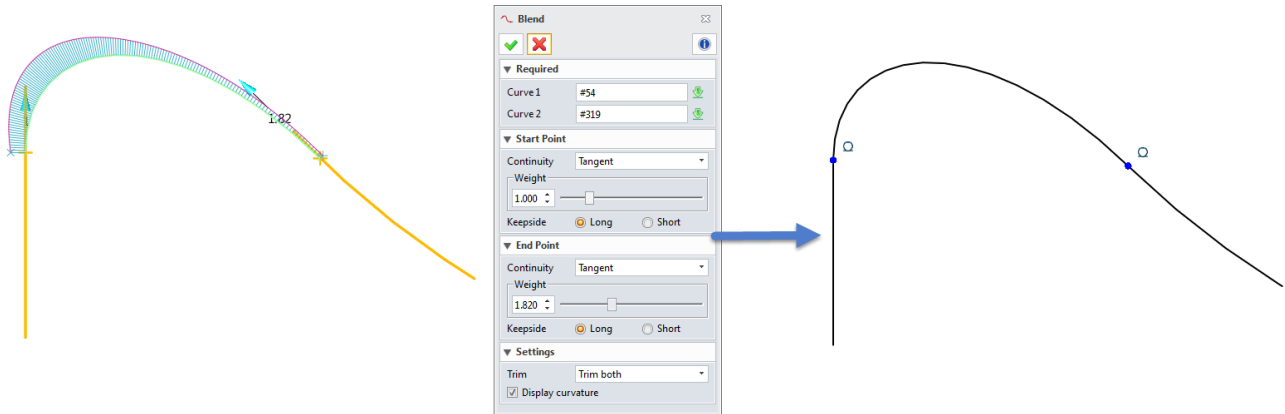 1.82
Blend
Required
Curve 1 #54
Curve 2 #319
Start Point
Continuity Tangent
Weight
1.000
Keepside Long Short
End Point
Continuity Tangent
Weight
1.820
Keepside Long Short
Settings
Trim Trim both
Display curvature
Ω
Ω